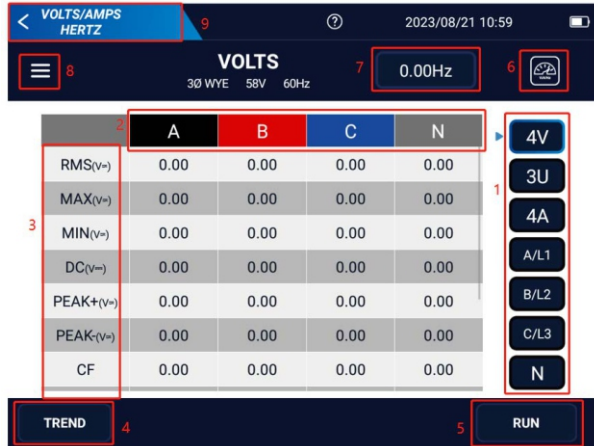 VOLTS/AMPS
HERTZ
9
2023/08/21 10:59
8
VOLTS
3Ø WYE 58V 60Hz
7
0.00Hz
6
2
A B C N
RMS(V≂) 0.00 0.00 0.00 0.00
MAX(V≂) 0.00 0.00 0.00 0.00
3
MIN(V≂) 0.00 0.00 0.00 0.00
DC(V≂) 0.00 0.00 0.00 0.00
PEAK+(V≂) 0.00 0.00 0.00 0.00
PEAK-(V≂) 0.00 0.00 0.00 0.00
CF 0.00 0.00 0.00 0.00
1
4V
3U
4A
A/L1
B/L2
C/L3
N
TREND
4
5
RUN